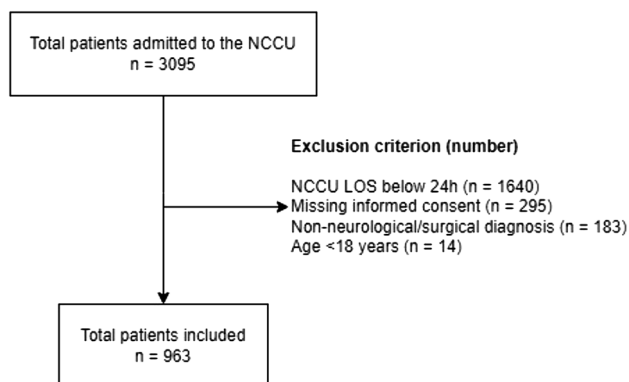 Total patients admitted to the NCCU
n = 3095
Exclusion criterion (number)
NCCU LOS below 24h (n = 1640)
Missing informed consent (n = 295)
Non-neurological/surgical diagnosis (n = 183)
Age <18 years (n = 14)
Total patients included
n = 963